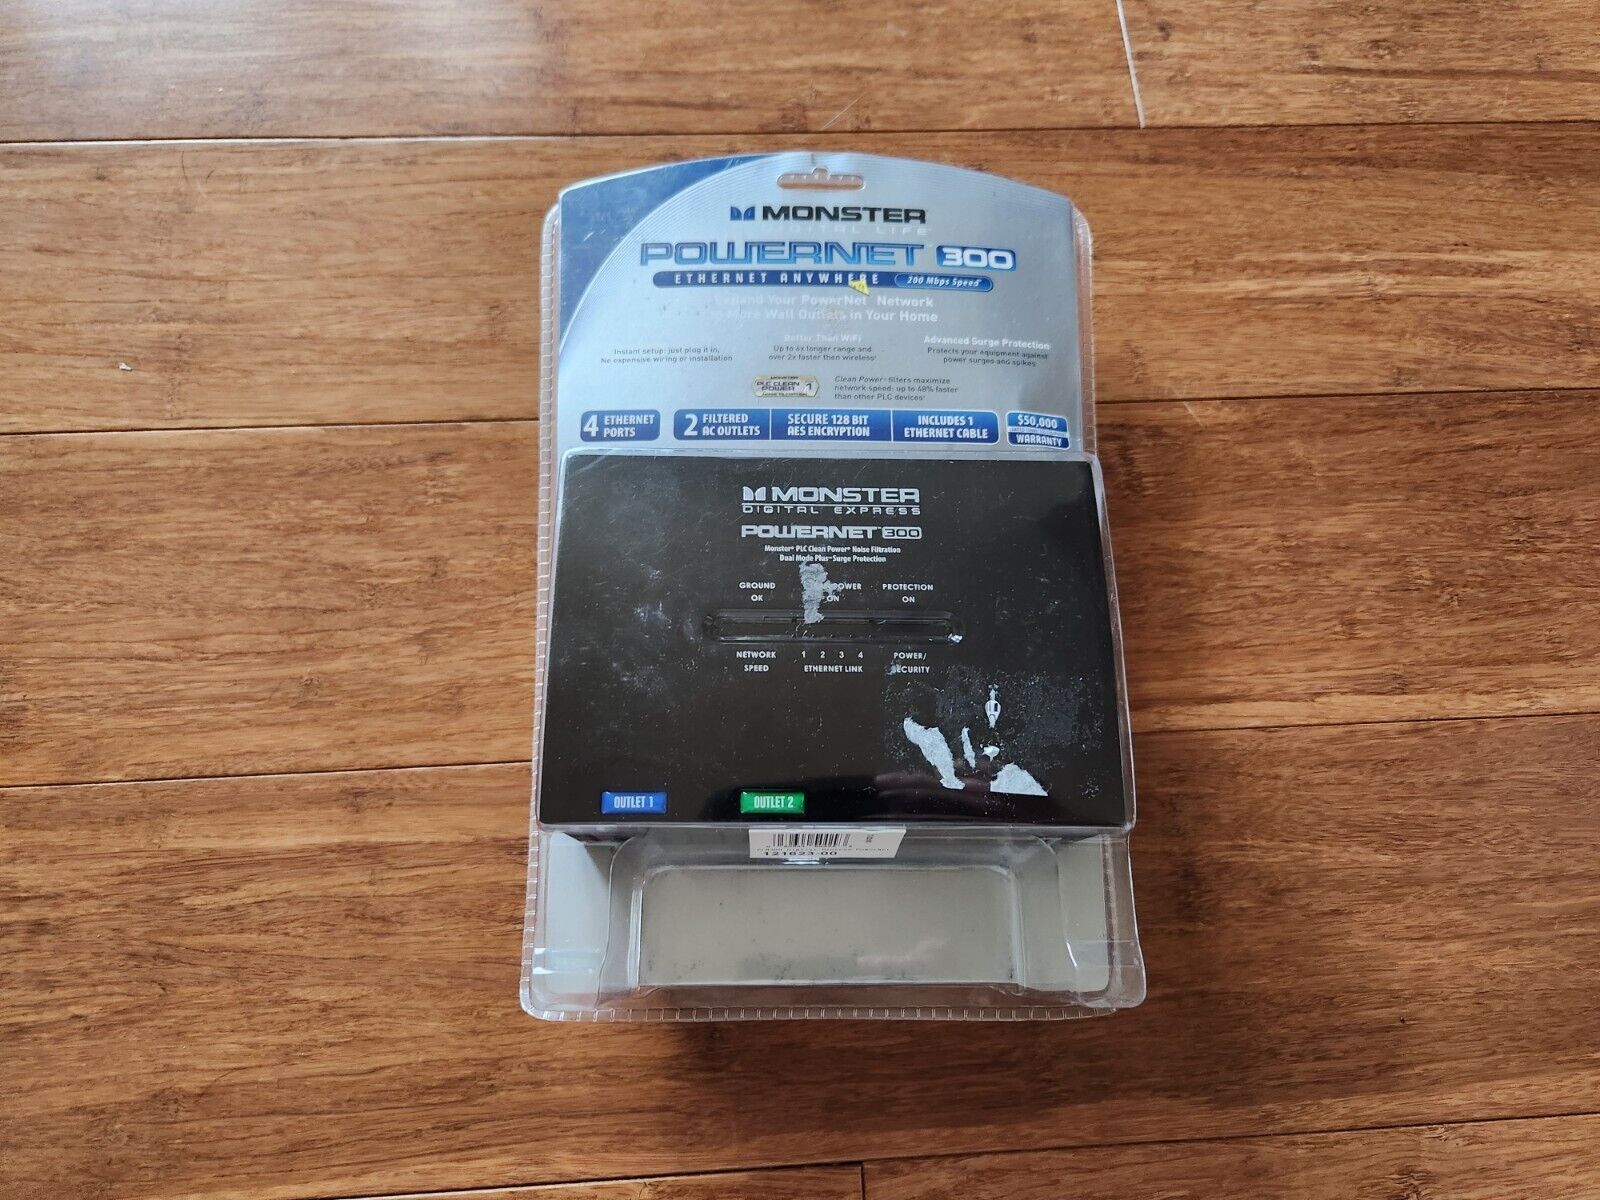 MONSTER
DIGITAL LIFE
POWERNET 300
ETHERNET ANYWHERE 200 Mbps Speed
Expand Your PowerNet Network
More Wall Outlets in Your Home
Instant setup: just plug it in,
No expensive wiring or installation
Better Than WiFi
Up to 6x longer range and
over 2x faster then wireless
Advanced Surge Protection
Protects your equipment against
power surges and spikes
MONSTER
PLC CLEAN
POWER 1
Clean Power filters maximize
network speed: up to 48% faster
than other PLC devices
4 ETHERNET PORTS
2 FILTERED AC OUTLETS
SECURE 128 BIT
AES ENCRYPTION
INCLUDES 1
ETHERNET CABLE
$50,000
WARRANTY
MONSTER
DIGITAL EXPRESS
POWERNET 300
Monster PLC Clean Power Noise Filtration
Dual Mode Plus Surge Protection
GROUND OK
POWER ON
PROTECTION ON
NETWORK SPEED
1 2 3 4
ETHERNET LINK
POWER/
SECURITY
OUTLET 1
OUTLET 2
121623-00